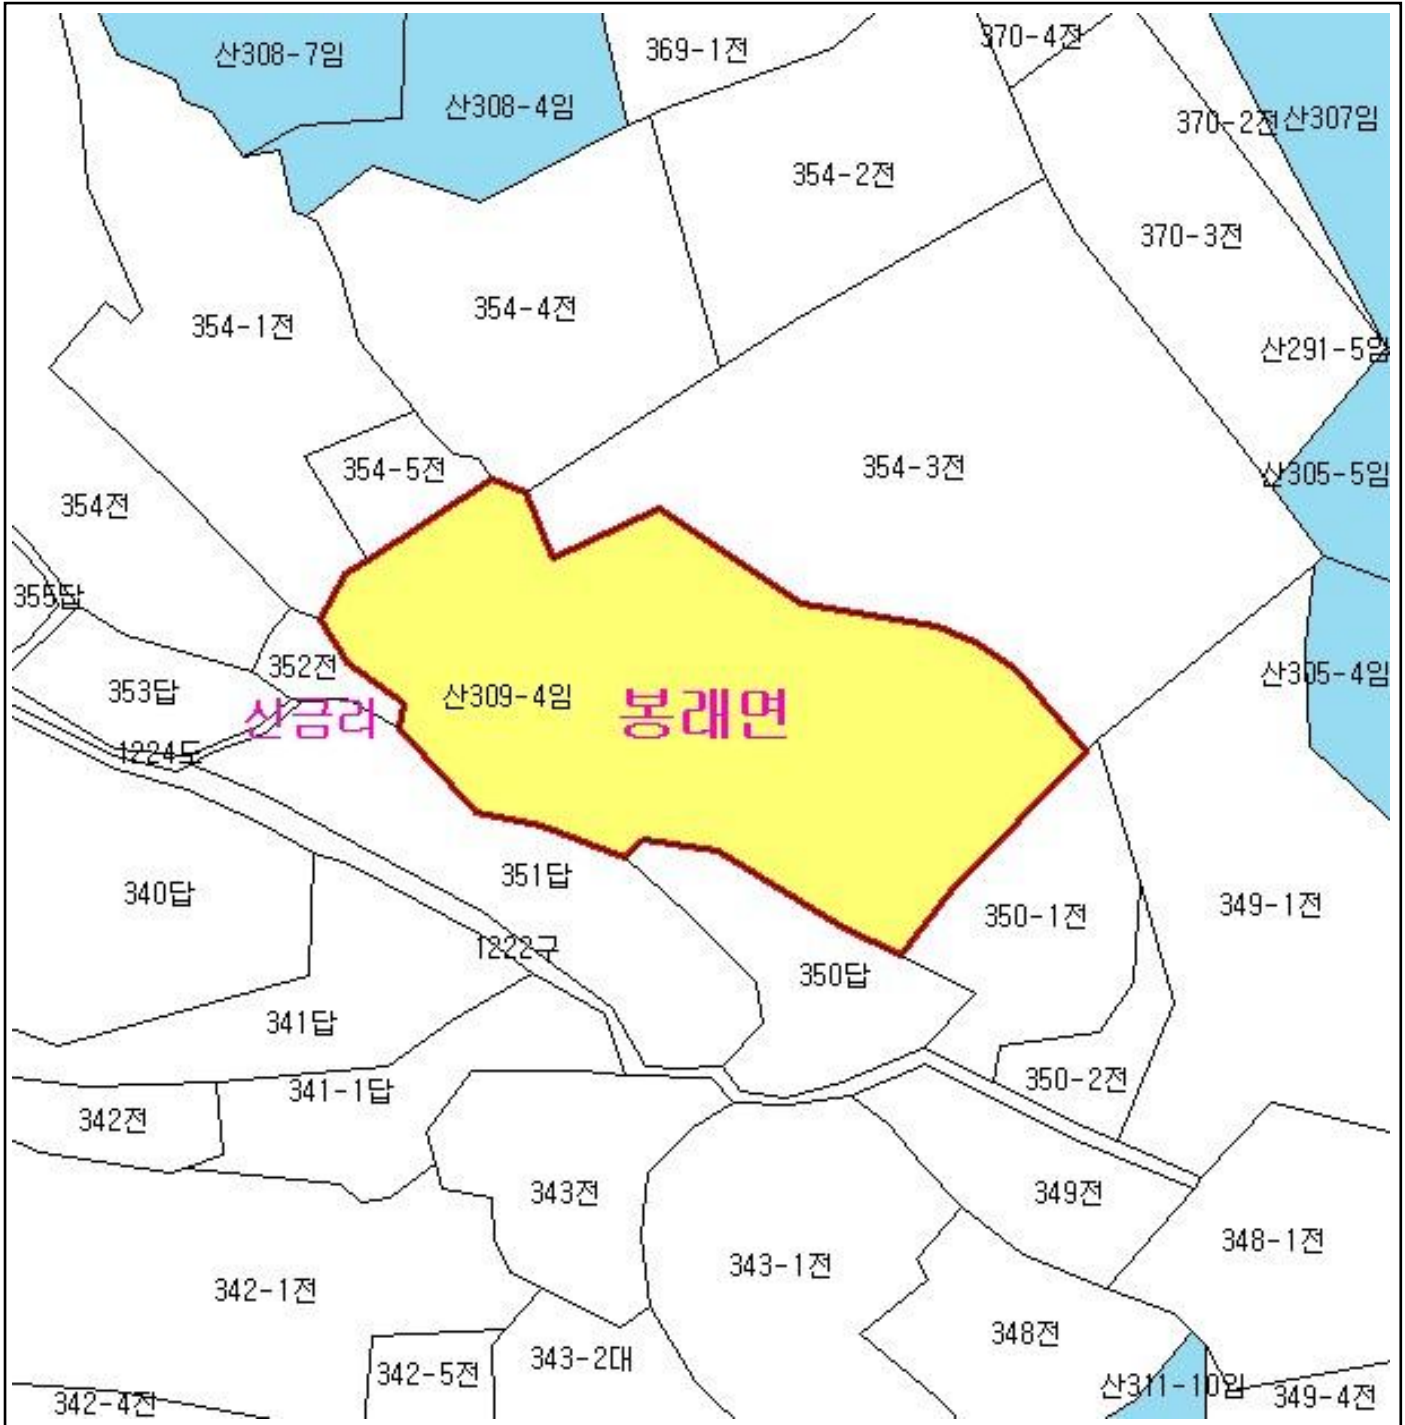 369-1전
370-4전
산308-7임
산308-4임
370-2전
산307임
354-2전
370-3전
354-4전
354-1전
산291-5임
354-5전
354-3전
산305-5임
354전
355답
352전
산305-4임
353답
산309-4임
봉래면
신금리
1224도
351답
340답
349-1전
350-1전
1222구
350답
341답
350-2전
341-1답
342전
343전
349전
348-1전
343-1전
342-1전
348전
343-2대
342-5전
산311-10임
349-4전
342-4전